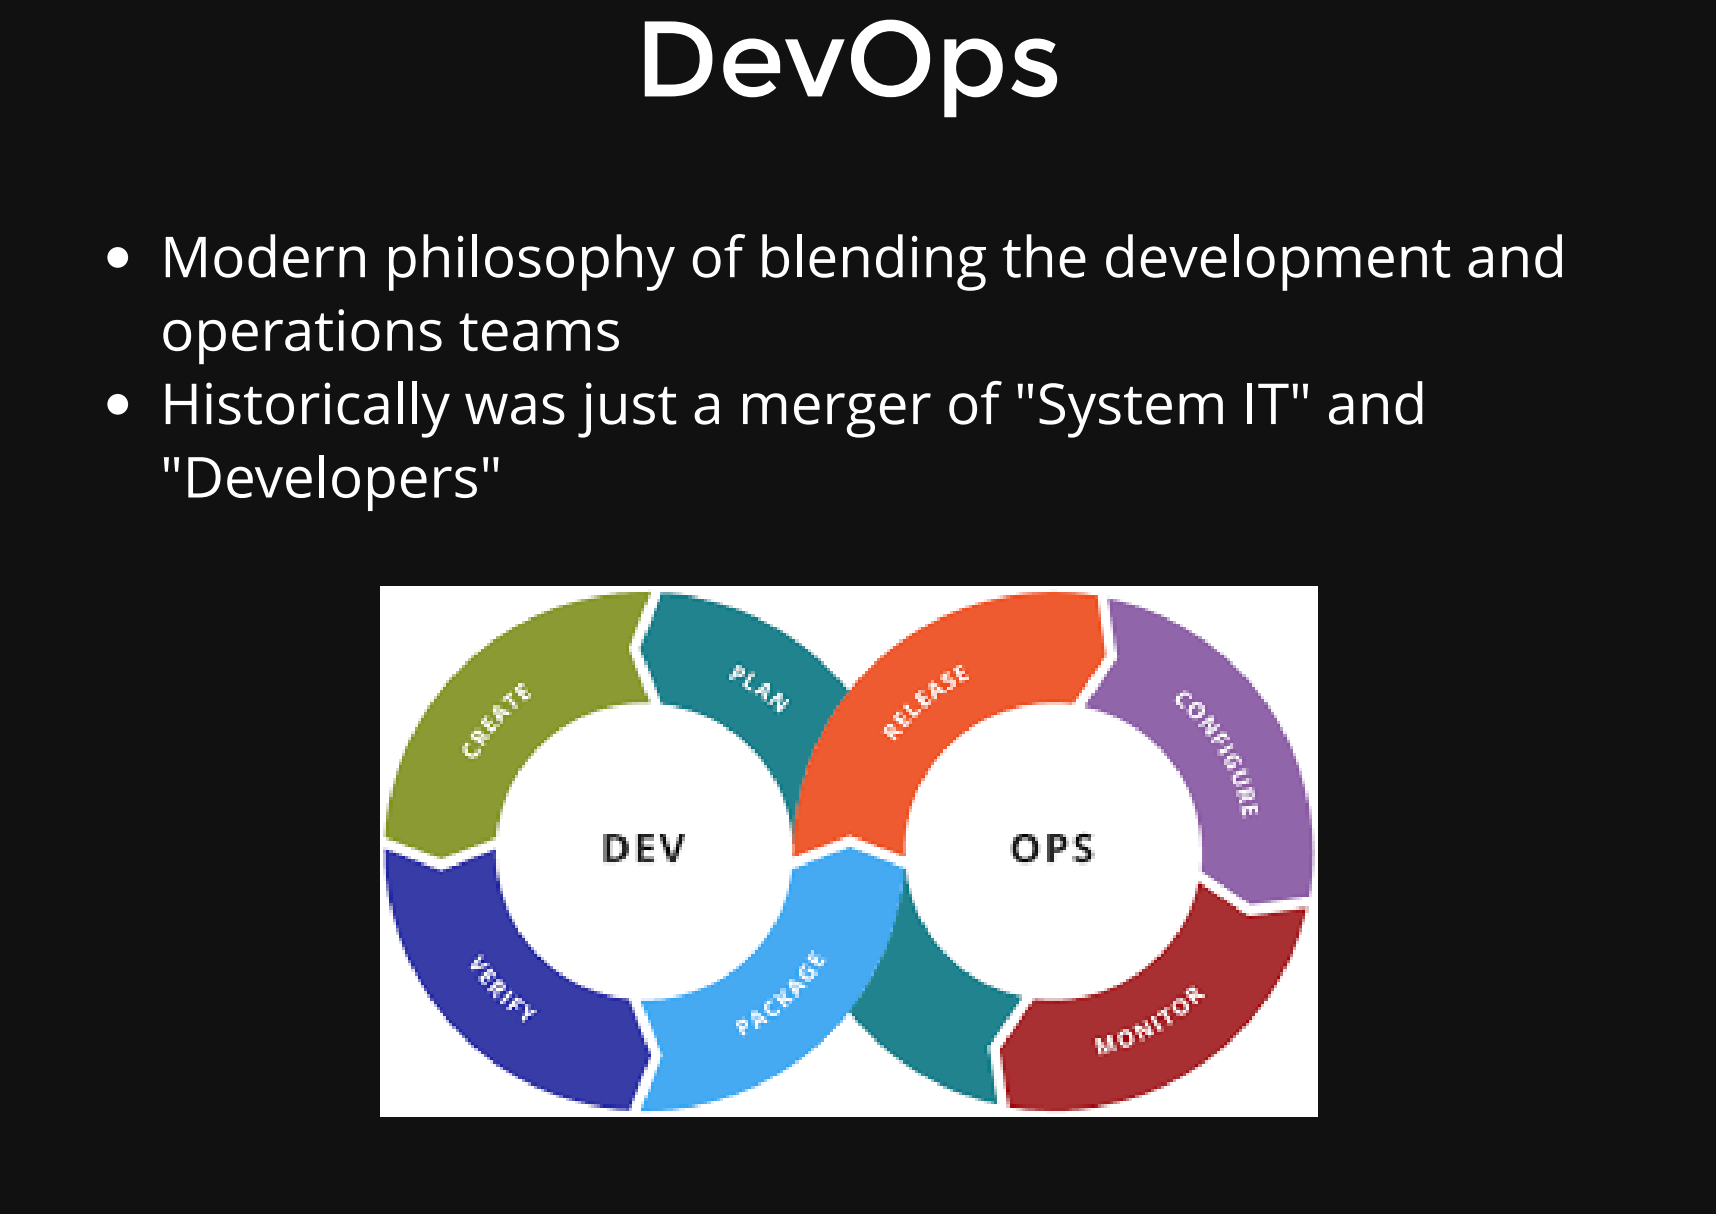 DevOps
Modern philosophy of blending the development and
operations teams
Historically was just a merger of "System IT" and
"Developers"
CREATE
PLAN
RELEASE
CONFIGURE
DEV
OPS
VERIFY
PACKAGE
MONITOR